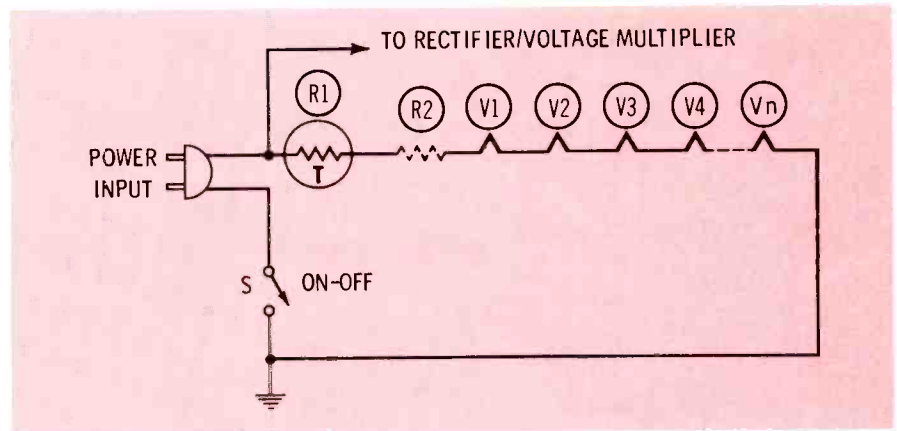 TO RECTIFIER/VOLTAGE MULTIPLIER
R1
R2
V1
V2
V3
V4
Vn
POWER
INPUT
T
S
ON-OFF